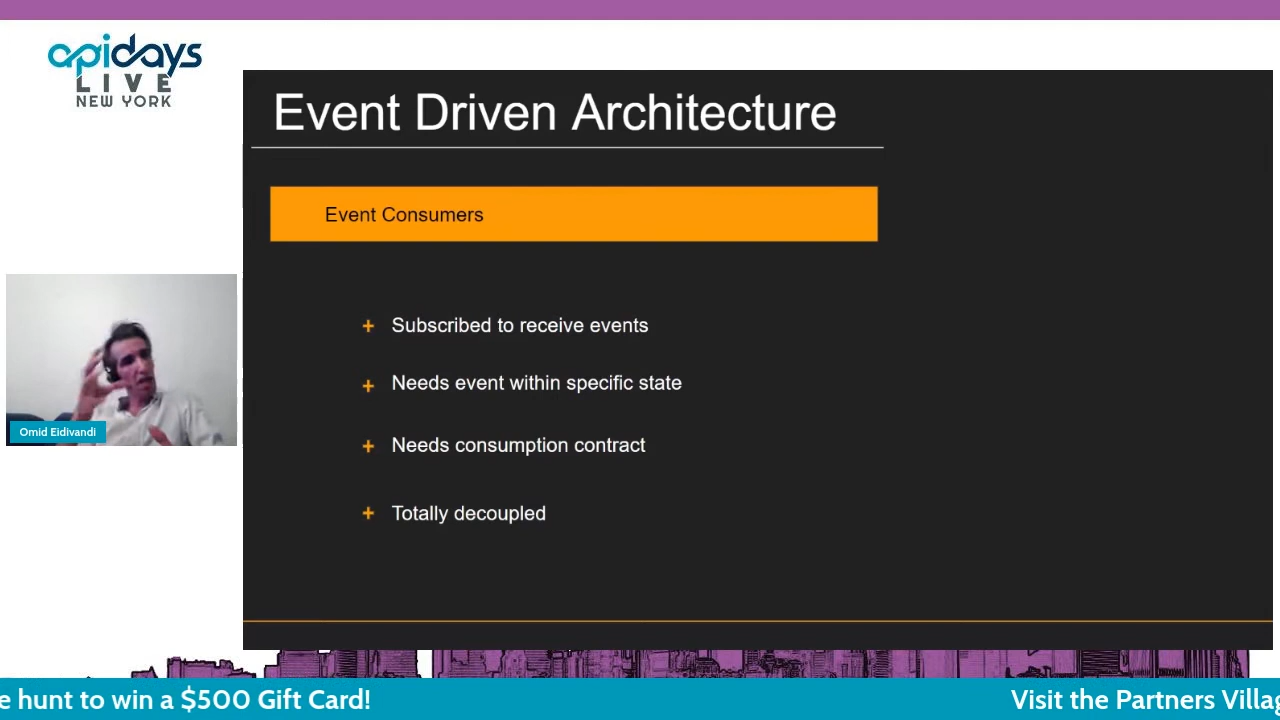 apidays
LIVE
NEW YORK
Event Driven Architecture
Event Consumers
+ Subscribed to receive events
+ Needs event within specific state
+ Needs consumption contract
+ Totally decoupled
Omid Eidivandi
e hunt to win a $500 Gift Card!
Visit the Partners Villag